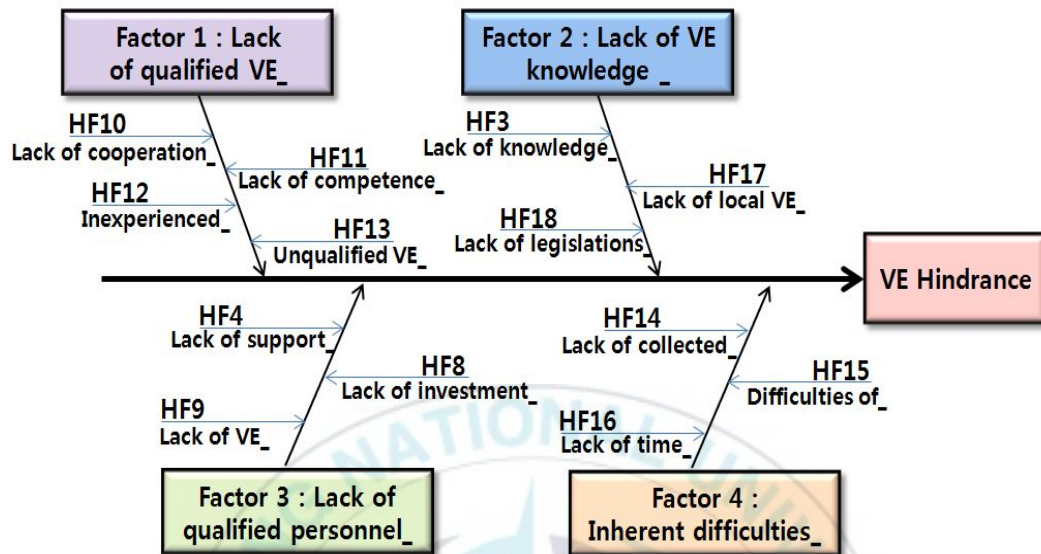 Factor 1 : Lack
of qualified VE_
Factor 2 : Lack of VE
knowledge _
HF10
Lack of cooperation_
HF11
Lack of competence_
HF12
Inexperienced_
HF13
Unqualified VE_
HF3
Lack of knowledge_
HF17
Lack of local VE_
HF18
Lack of legislations_
VE Hindrance
HF4
Lack of support_
HF8
Lack of investment_
HF9
Lack of VE_
HF14
Lack of collected_
HF15
Difficulties of_
HF16
Lack of time_
Factor 3 : Lack of
qualified personnel_
Factor 4 :
Inherent difficulties_
NATIONAL